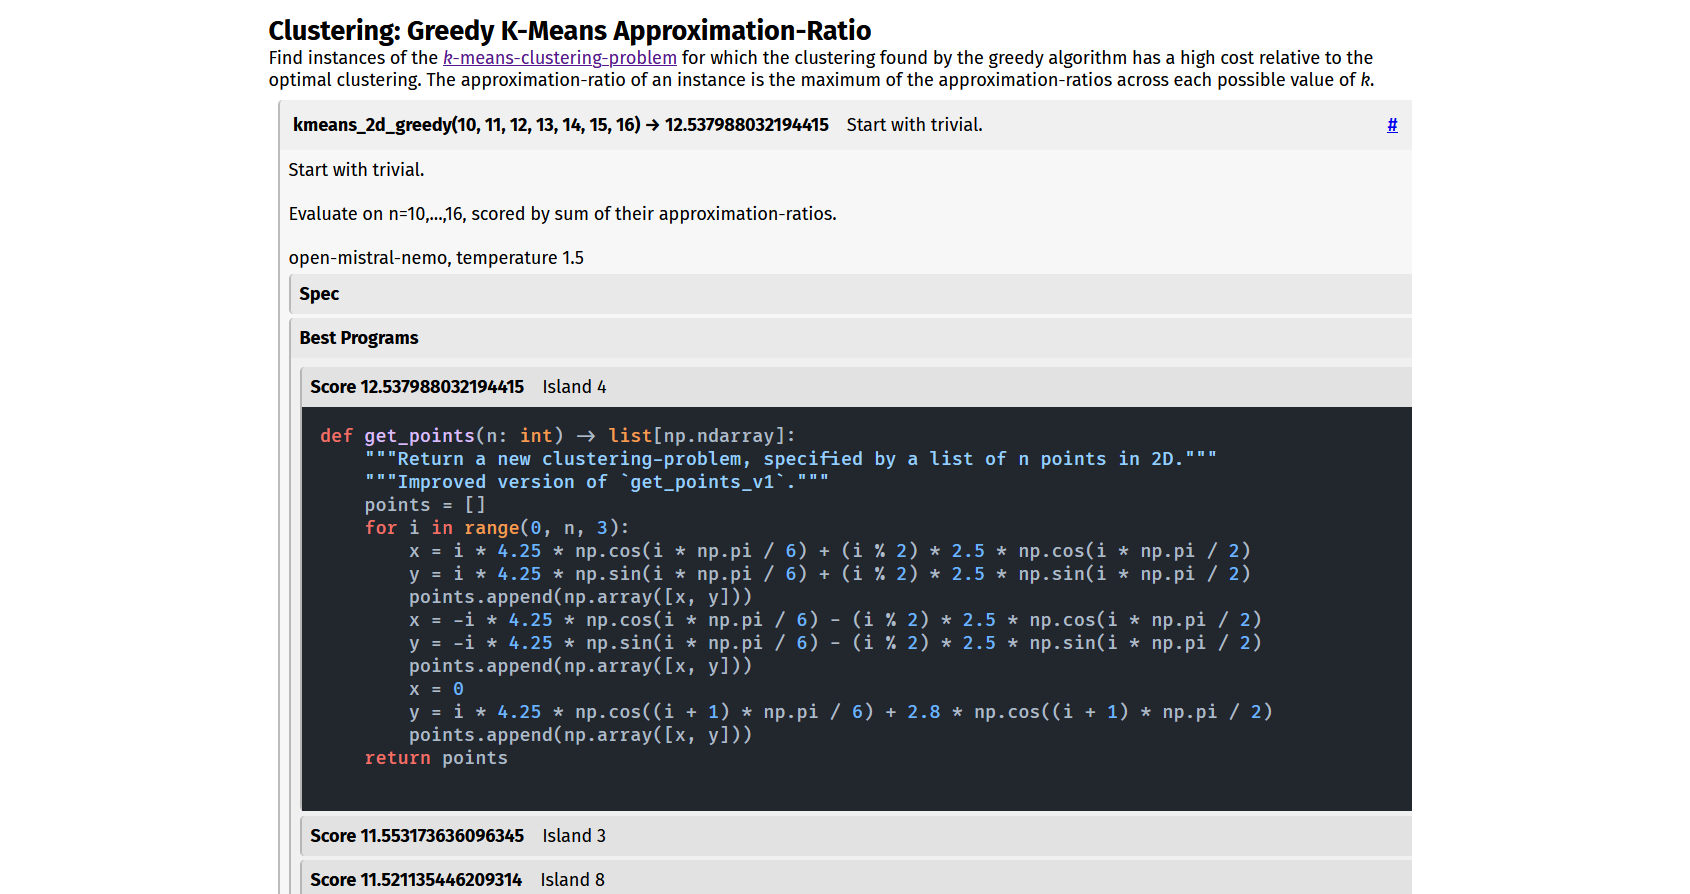 Clustering: Greedy K-Means Approximation-Ratio
Find instances of the k-means-clustering-problem for which the clustering found by the greedy algorithm has a high cost relative to the
optimal clustering. The approximation-ratio of an instance is the maximum of the approximation-ratios across each possible value of k.
kmeans_2d_greedy(10, 11, 12, 13, 14, 15, 16) → 12.537988032194415 Start with trivial. #
Start with trivial.
Evaluate on n=10,...,16, scored by sum of their approximation-ratios.
open-mistral-nemo, temperature 1.5
Spec
Best Programs
Score 12.537988032194415 Island 4
def get_points(n: int) → list[np.ndarray]:
    """Return a new clustering-problem, specified by a list of n points in 2D."""
    """Improved version of `get_points_v1`."""
    points = []
    for i in range(0, n, 3):
        x = i * 4.25 * np.cos(i * np.pi / 6) + (i % 2) * 2.5 * np.cos(i * np.pi / 2)
        y = i * 4.25 * np.sin(i * np.pi / 6) + (i % 2) * 2.5 * np.sin(i * np.pi / 2)
        points.append(np.array([x, y]))
        x = -i * 4.25 * np.cos(i * np.pi / 6) - (i % 2) * 2.5 * np.cos(i * np.pi / 2)
        y = -i * 4.25 * np.sin(i * np.pi / 6) - (i % 2) * 2.5 * np.sin(i * np.pi / 2)
        points.append(np.array([x, y]))
        x = 0
        y = i * 4.25 * np.cos((i + 1) * np.pi / 6) + 2.8 * np.cos((i + 1) * np.pi / 2)
        points.append(np.array([x, y]))
    return points
Score 11.553173636096345 Island 3
Score 11.521135446209314 Island 8